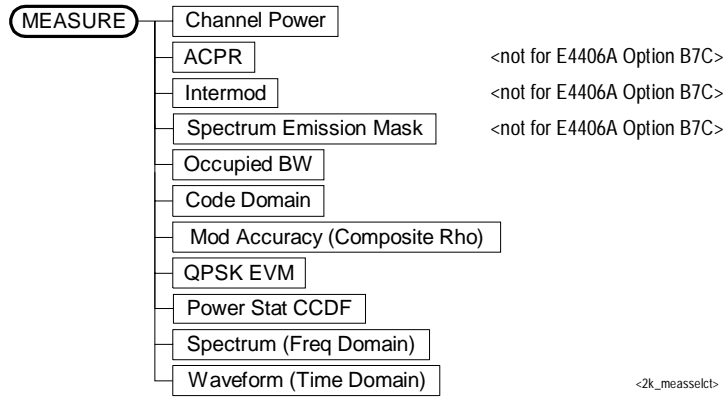 MEASURE Channel Power
ACPR <not for E4406A Option B7C>
Intermod <not for E4406A Option B7C>
Spectrum Emission Mask <not for E4406A Option B7C>
Occupied BW
Code Domain
Mod Accuracy (Composite Rho)
QPSK EVM
Power Stat CCDF
Spectrum (Freq Domain)
Waveform (Time Domain) <2k_measselct>